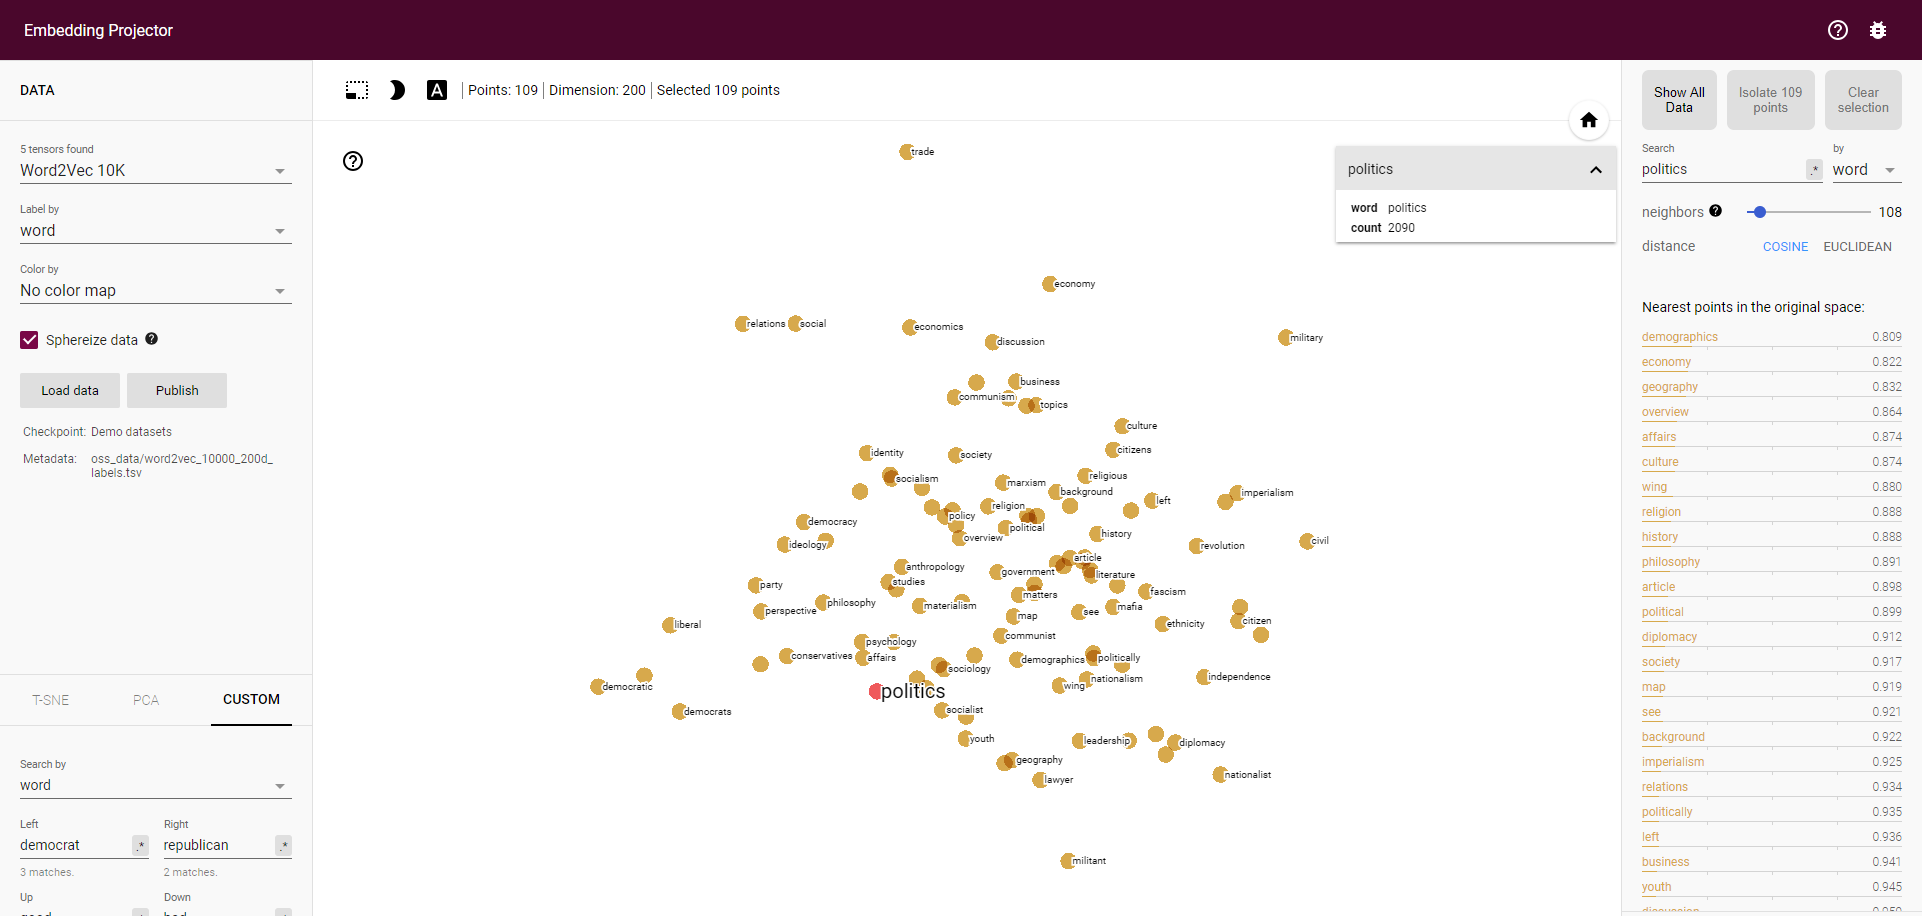 Embedding Projector
DATA
5 tensors found
Word2Vec 10K
Label by
word
Color by
No color map
Sphereize data
Load data
Publish
Checkpoint: Demo datasets
Metadata: oss_data/word2vec_10000_200d_
labels.tsv
T-SNE
PCA
CUSTOM
Search by
word
Left
Right
democrat .*
republican .*
3 matches.
2 matches.
Up
Down
A
Points: 109
Dimension: 200
Selected 109 points
trade
economy
relations
social
economics
discussion
military
business
communism
topics
culture
citizens
identity
society
socialism
marxism
religious
background
imperialism
left
religion
policy
political
democracy
overview
history
ideology
revolution
civil
article
anthropology
government
literature
studies
party
matters
fascism
philosophy
materialism
perspective
map
see
mafia
liberal
ethnicity
citizen
communist
psychology
conservatives
affairs
demographics
politically
sociology
nationalism
independence
democratic
wing
politics
socialist
democrats
youth
leadership
diplomacy
geography
lawyer
nationalist
militant
politics
word politics
count 2090
Show All
Data
Isolate 109
points
Clear
selection
Search
by
politics .*
word
neighbors
108
distance
COSINE
EUCLIDEAN
Nearest points in the original space:
demographics 0.809
economy 0.822
geography 0.832
overview 0.864
affairs 0.874
culture 0.874
wing 0.880
religion 0.888
history 0.888
philosophy 0.891
article 0.898
political 0.899
diplomacy 0.912
society 0.917
map 0.919
see 0.921
background 0.922
imperialism 0.925
relations 0.934
politically 0.935
left 0.936
business 0.941
youth 0.945
discussion 0.950